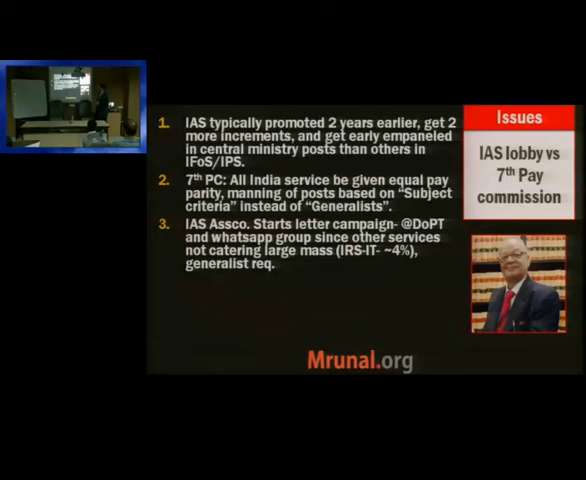 1. IAS typically promoted 2 years earlier, get 2
more increments, and get early empaneled
in central ministry posts than others in
IFoS/IPS.
2. 7th PC: All India service be given equal pay
parity, manning of posts based on "Subject
criteria" instead of "Generalists".
3. IAS Assco. Starts letter campaign- @DoPT
and whatsapp group since other services
not catering large mass (IRS-IT- ~4%),
generalist req.
Issues
IAS lobby vs
7th Pay
commission
Mrunal.org